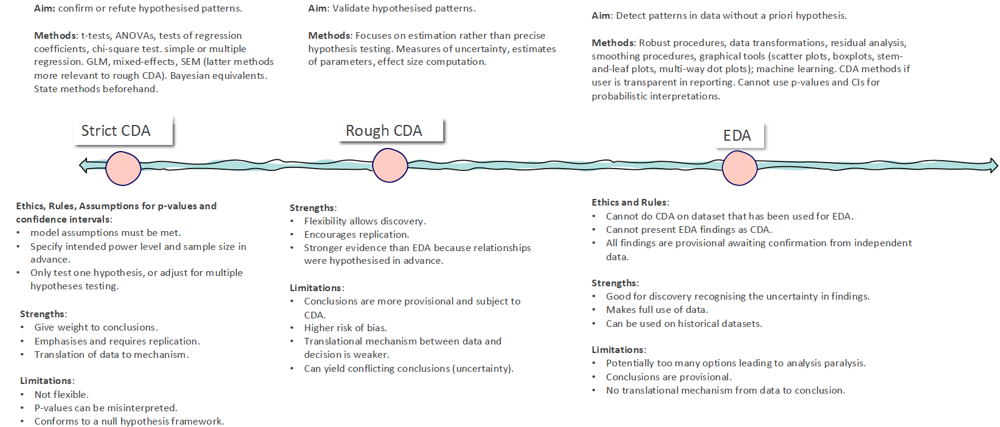 Aim: confirm or refute hypothesised patterns.
Methods: t-tests, ANOVAs, tests of regression
coefficients, chi-square test. simple or multiple
regression. GLM, mixed-effects, SEM (latter methods
more relevant to rough CDA). Bayesian equivalents.
State methods beforehand.
Aim: Validate hypothesised patterns.
Methods: Focuses on estimation rather than precise
hypothesis testing. Measures of uncertainty, estimates
of parameters, effect size computation.
Aim: Detect patterns in data without a priori hypothesis.
Methods: Robust procedures, data transformations, residual analysis,
smoothing procedures, graphical tools (scatter plots, boxplots, stem-
and-leaf plots, multi-way dot plots); machine learning. CDA methods if
user is transparent in reporting. Cannot use p-values and CIs for
probabilistic interpretations.
Strict CDA
Rough CDA
EDA
Ethics, Rules, Assumptions for p-values and
confidence intervals:
• model assumptions must be met.
• Specify intended power level and sample size in
advance.
• Only test one hypothesis, or adjust for multiple
hypotheses testing.
Strengths:
• Give weight to conclusions.
• Emphasises and requires replication.
• Translation of data to mechanism.
Limitations:
• Not flexible.
• P-values can be misinterpreted.
• Conforms to a null hypothesis framework.
Strengths:
• Flexibility allows discovery.
• Encourages replication.
• Stronger evidence than EDA because relationships
were hypothesised in advance.
Limitations:
• Conclusions are more provisional and subject to
CDA.
• Higher risk of bias.
• Translational mechanism between data and
decision is weaker.
• Can yield conflicting conclusions (uncertainty).
Ethics and Rules:
• Cannot do CDA on dataset that has been used for EDA.
• Cannot present EDA findings as CDA.
• All findings are provisional awaiting confirmation from independent
data.
Strengths:
• Good for discovery recognising the uncertainty in findings.
• Makes full use of data.
• Can be used on historical datasets.
Limitations:
• Potentially too many options leading to analysis paralysis.
• Conclusions are provisional.
• No translational mechanism from data to conclusion.